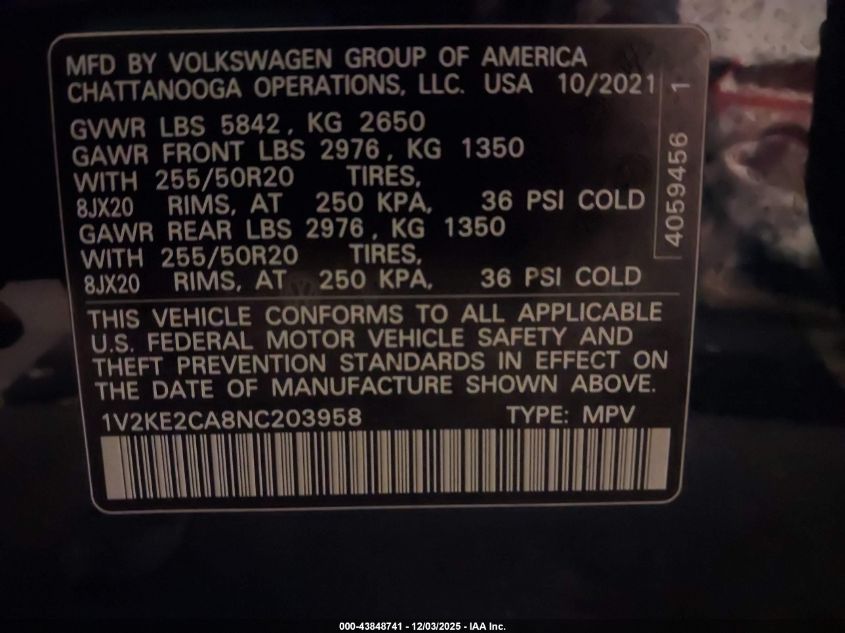 MFD BY VOLKSWAGEN GROUP OF AMERICA
CHATTANOOGA OPERATIONS, LLC. USA 10/2021
GVWR LBS 5842, KG 2650
GAWR FRONT LBS 2976, KG 1350
WITH 255/50R20 TIRES,
8JX20 RIMS, AT 250 KPA, 36 PSI COLD
GAWR REAR LBS 2976, KG 1350
WITH 255/50R20 TIRES,
8JX20 RIMS, AT 250 KPA, 36 PSI COLD
4059456 1
THIS VEHICLE CONFORMS TO ALL APPLICABLE
U.S. FEDERAL MOTOR VEHICLE SAFETY AND
THEFT PREVENTION STANDARDS IN EFFECT ON
THE DATE OF MANUFACTURE SHOWN ABOVE.
1V2KE2CA8NC203958 TYPE: MPV
000-43848741 - 12/03/2025 - IAA Inc.